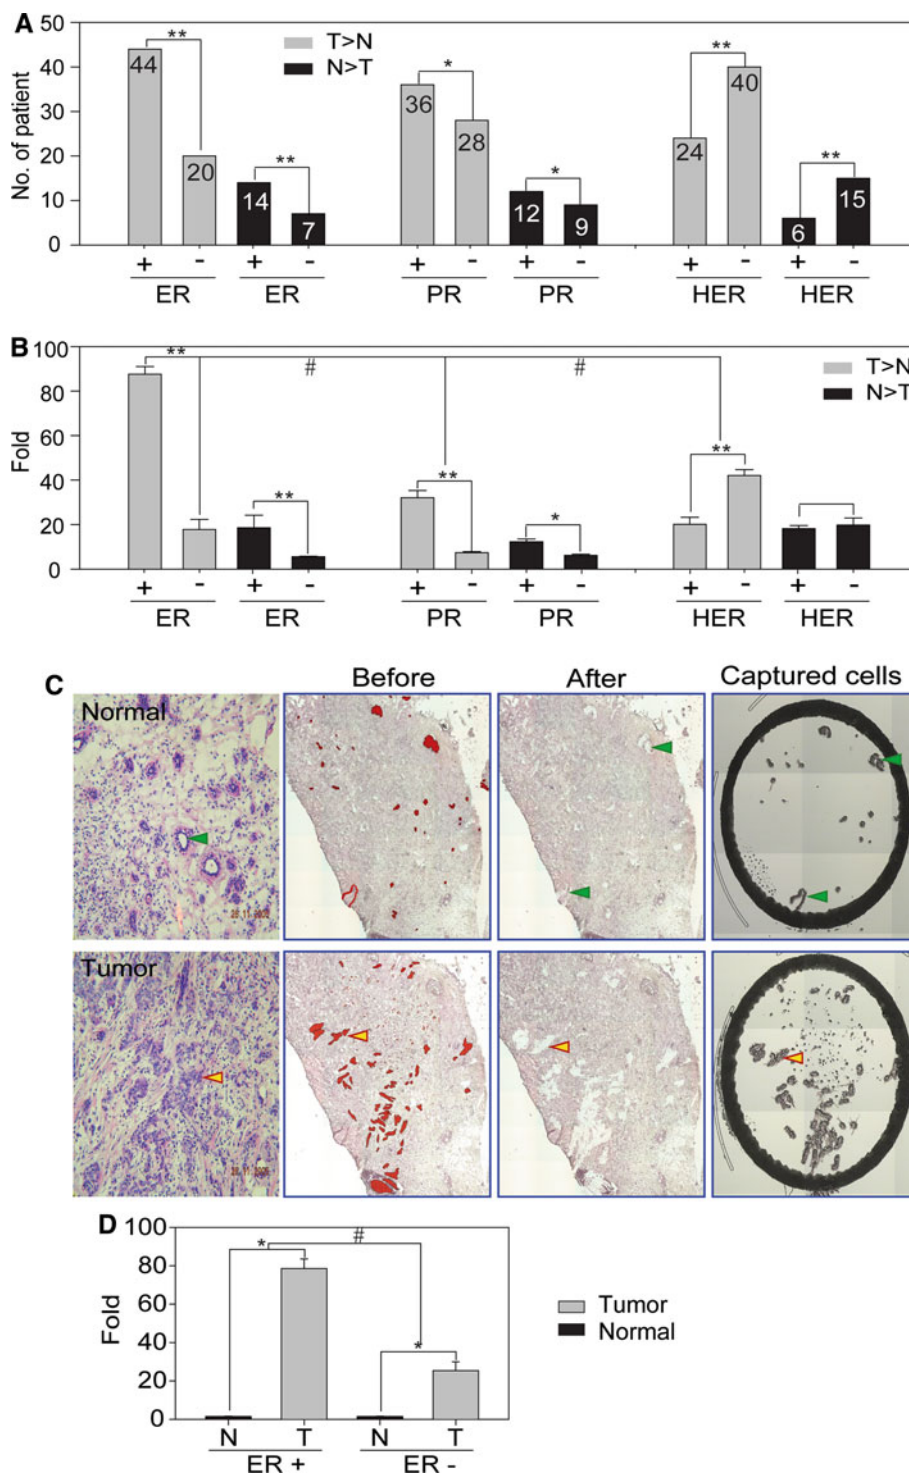 A
50
40
30
20
10
0
No. of patient
T>N
N>T
**
**
*
*
**
**
44
20
14
7
36
28
12
9
24
40
6
15
+ - + - + - + - + - + -
ER ER PR PR HER HER
B
100
80
60
40
20
0
Fold
T>N
N>T
**
#
#
**
**
*
**
+ - + - + - + - + - + -
ER ER PR PR HER HER
C
Before After Captured cells
Normal
Tumor
D
100
80
60
40
20
0
Fold
*
#
*
Tumor
Normal
N T N T
ER + ER -